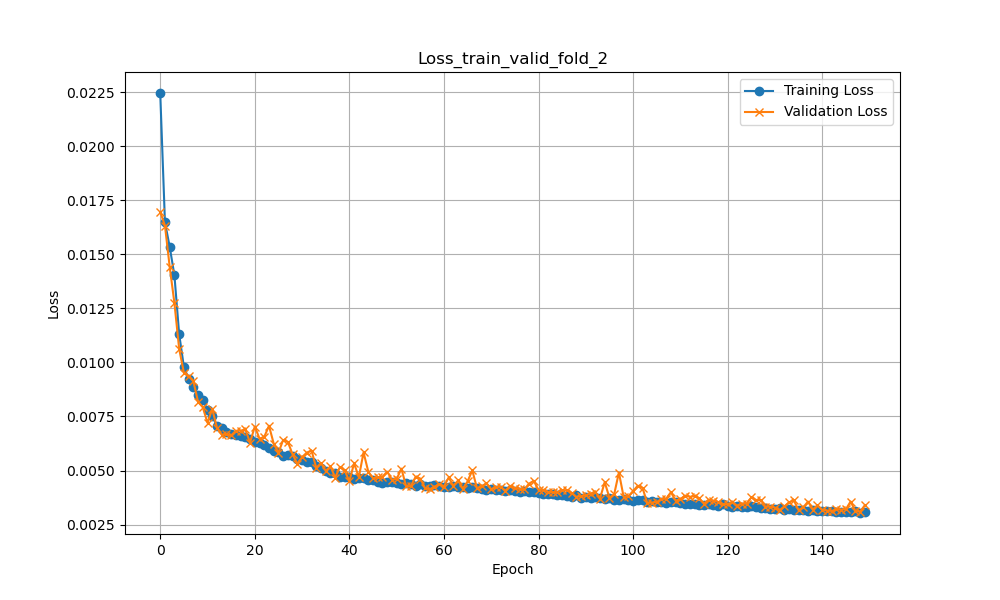 Loss_train_valid_fold_2
Training Loss
Validation Loss
0.0225
0.0200
0.0175
0.0150
0.0125
0.0100
0.0075
0.0050
0.0025
Loss
0 20 40 60 80 100 120 140
Epoch